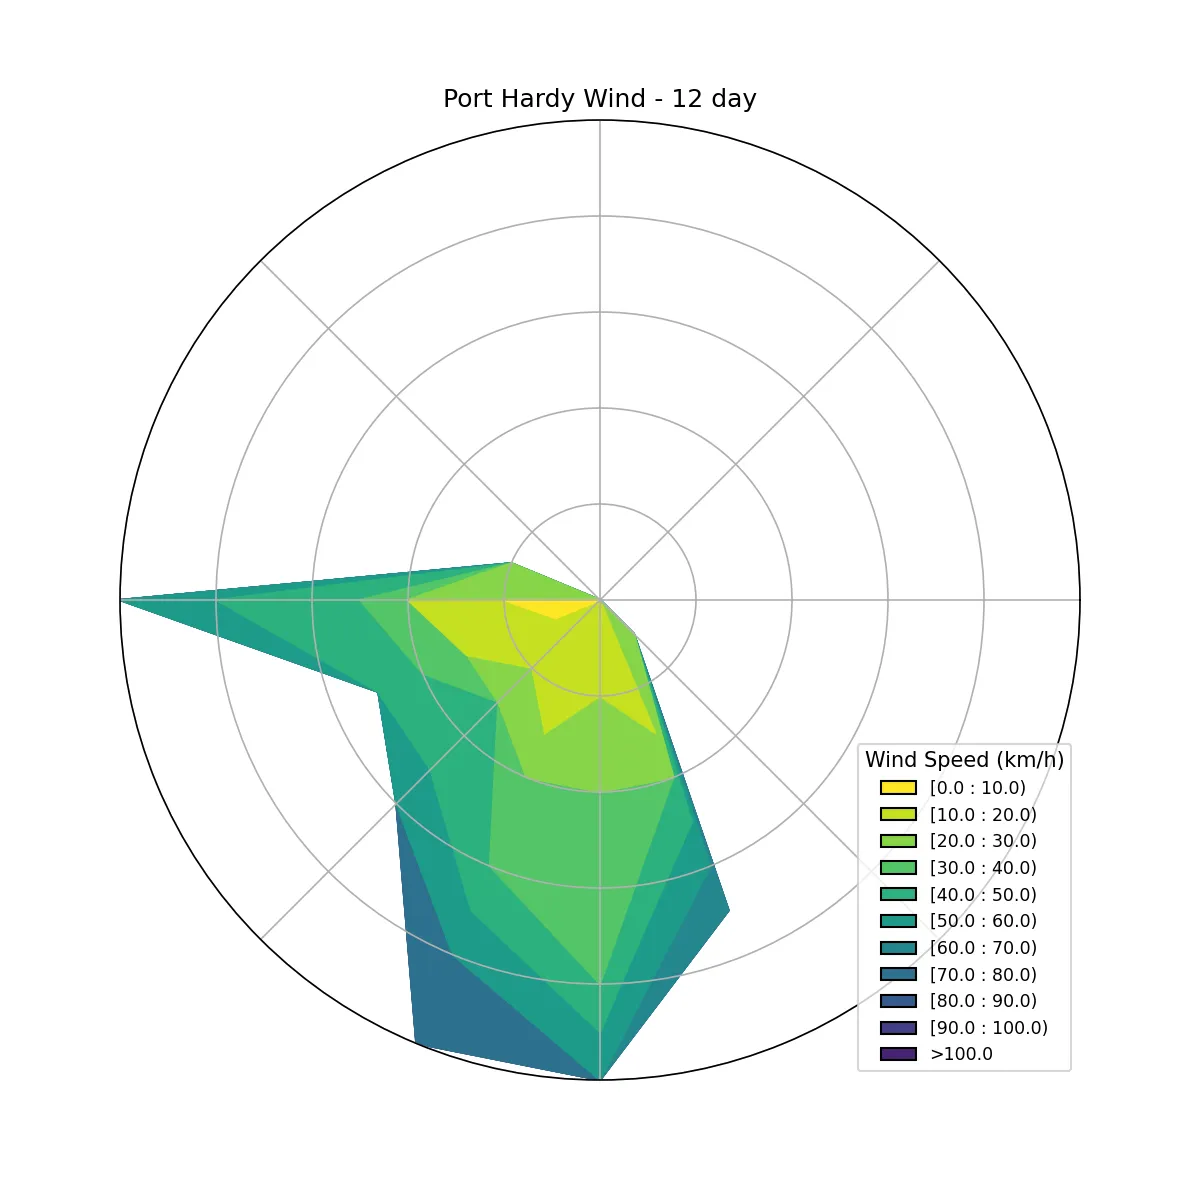 Port Hardy Wind - 12 day
Wind Speed (km/h)
[0.0 : 10.0)
[10.0 : 20.0)
[20.0 : 30.0)
[30.0 : 40.0)
[40.0 : 50.0)
[50.0 : 60.0)
[60.0 : 70.0)
[70.0 : 80.0)
[80.0 : 90.0)
[90.0 : 100.0)
>100.0